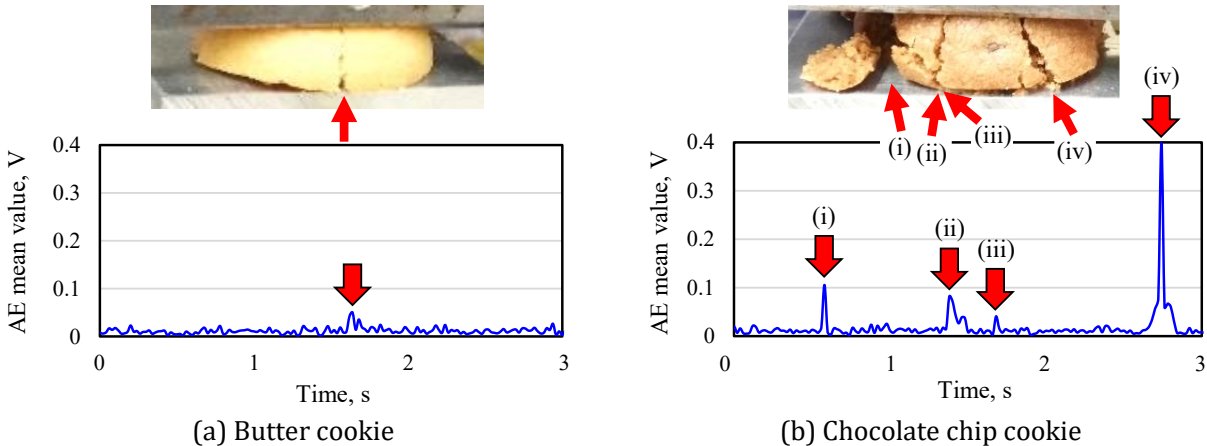 AE mean value, V
0.4
0.3
0.2
0.1
0
0 1 2 3
Time, s
(a) Butter cookie
(i)
(ii)
(iii)
(iv)
(iv)
AE mean value, V
0.4
0.3
0.2
0.1
0
(i)
(ii)
(iii)
0 1 2 3
Time, s
(b) Chocolate chip cookie